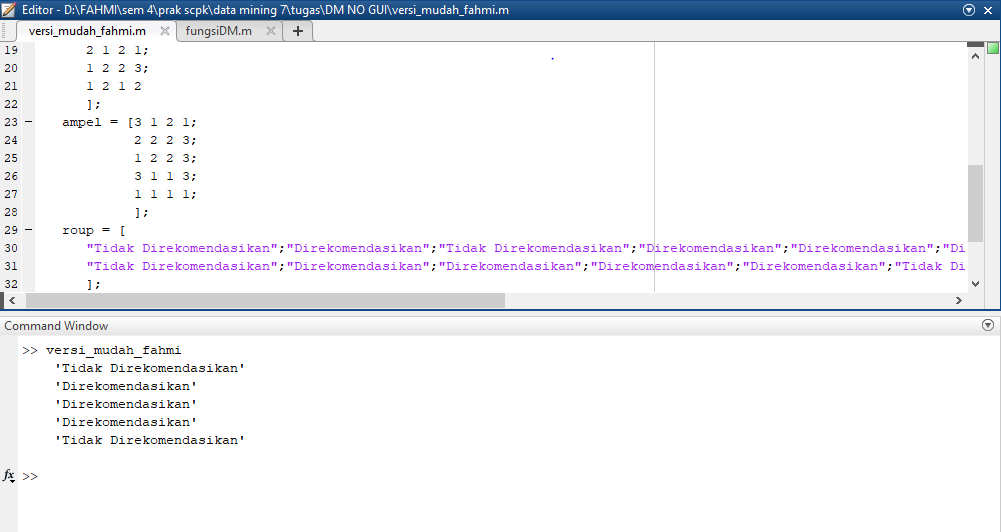 Editor - D:\FAHMI\sem 4\prak scpk\data mining 7\tugas\DM NO GUI\versi_mudah_fahmi.m
versi_mudah_fahmi.m × fungsiDM.m × +
19 2 1 2 1;
20 1 2 2 3;
21 1 2 1 2
22 ];
23 – ampel = [3 1 2 1;
24 2 2 2 3;
25 1 2 2 3;
26 3 1 1 3;
27 1 1 1 1;
28 ];
29 – roup = [
30 "Tidak Direkomendasikan";"Direkomendasikan";"Tidak Direkomendasikan";"Direkomendasikan";"Direkomendasikan";"Di
31 "Tidak Direkomendasikan";"Direkomendasikan";"Direkomendasikan";"Direkomendasikan";"Direkomendasikan";"Tidak Di
32 ];
Command Window
>> versi_mudah_fahmi
'Tidak Direkomendasikan'
'Direkomendasikan'
'Direkomendasikan'
'Direkomendasikan'
'Tidak Direkomendasikan'
fx >>